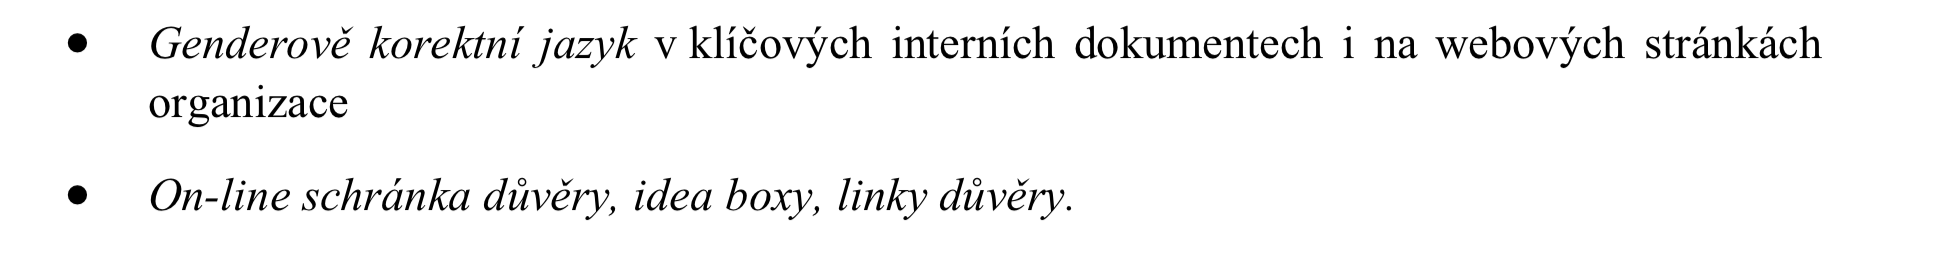 • Genderově korektní jazyk v klíčových interních dokumentech i na webových stránkách
organizace
• On-line schránka důvěry, idea boxy, linky důvěry.